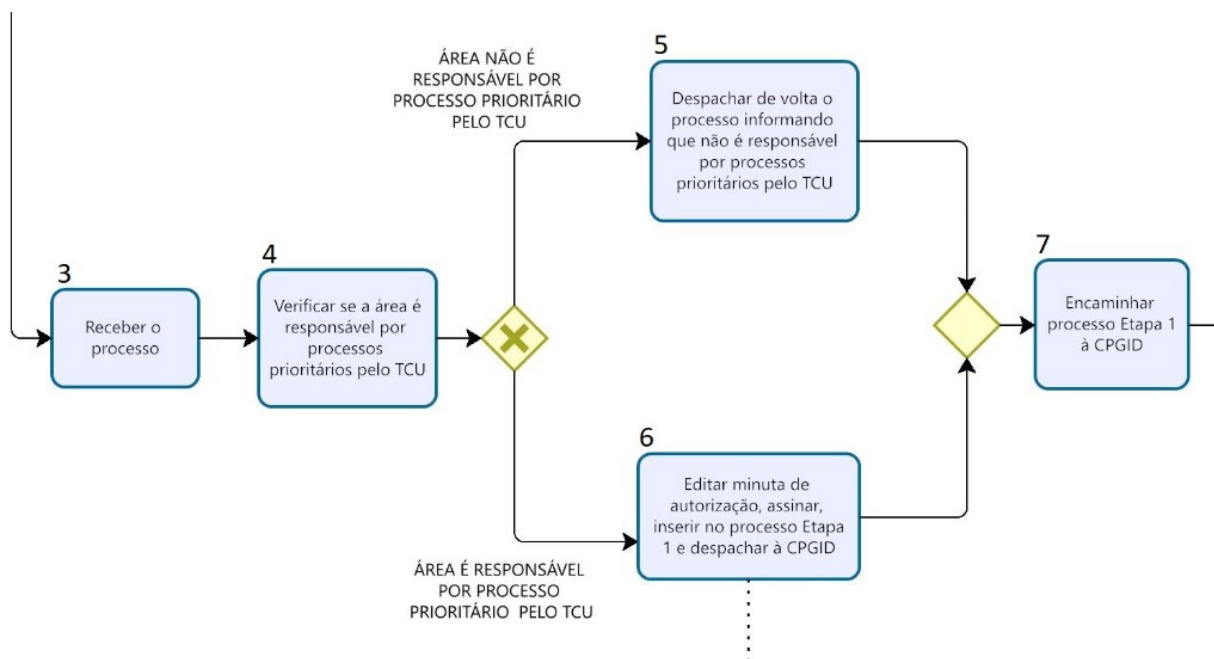 3
Receber o
processo
4
Verificar se a área é
responsável por
processos
prioritários pelo TCU
ÁREA NÃO É
RESPONSÁVEL POR
PROCESSO PRIORITÁRIO
PELO TCU
5
Despachar de volta o
processo informando
que não é responsável
por processos
prioritários pelo TCU
ÁREA É RESPONSÁVEL
POR PROCESSO
PRIORITÁRIO  PELO TCU
6
Editar minuta de
autorização, assinar,
inserir no processo Etapa
1 e despachar à CPGID
7
Encaminhar
processo Etapa 1
à CPGID